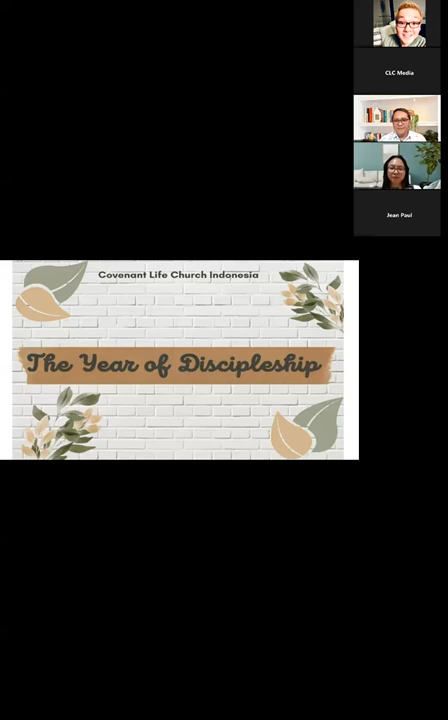 CLC Media
Jean Paul
Covenant Life Church Indonesia
The Year of Discipleship